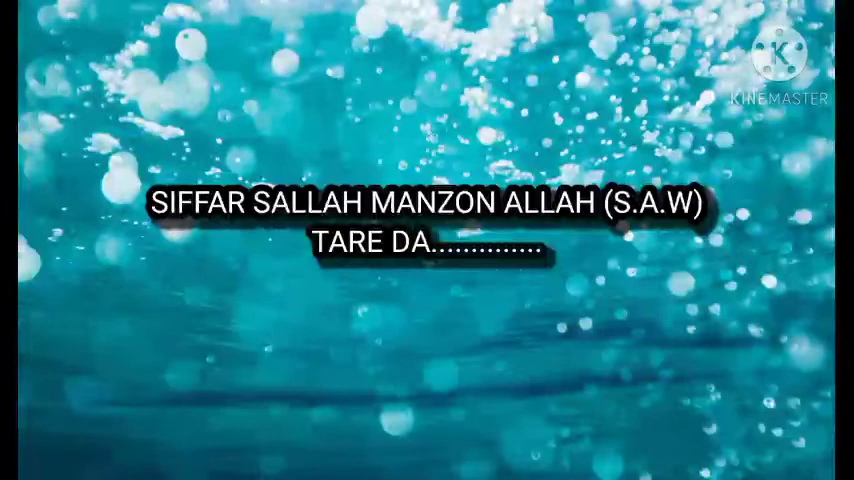 KINEMASTER
SIFFAR SALLAH MANZON ALLAH (S.A.W)
TARE DA..............